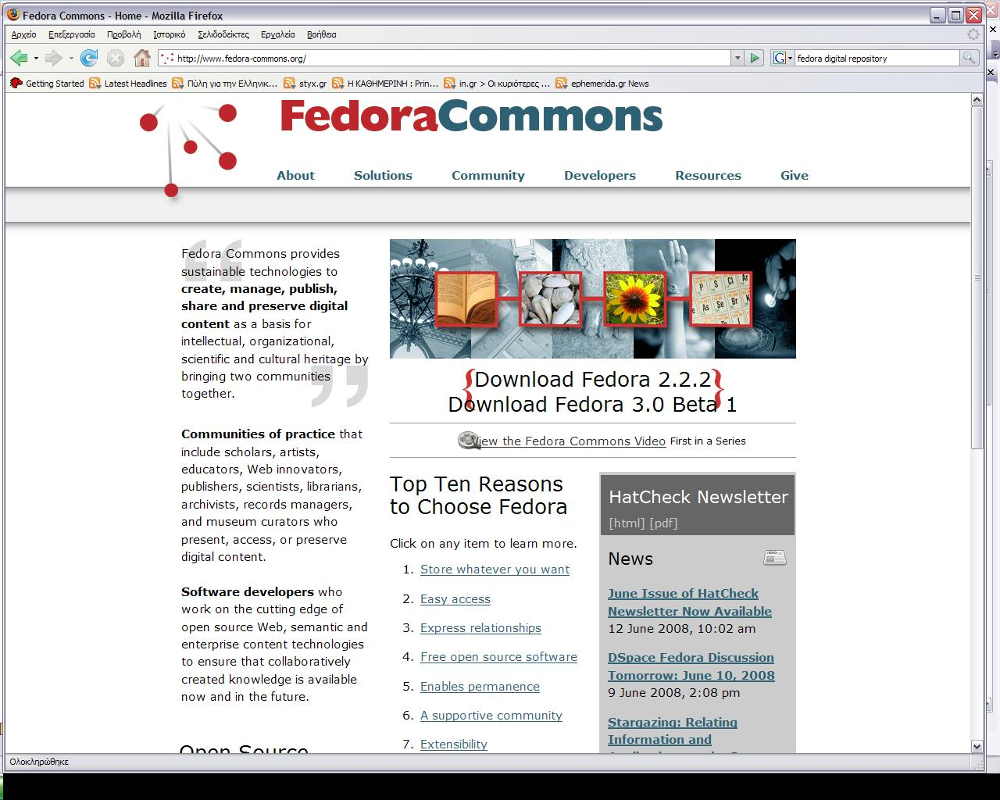 Fedora Commons - Home - Mozilla Firefox
Αρχείο Επεξεργασία Προβολή Ιστορικό Σελιδοδείκτες Εργαλεία Βοήθεια
http://www.fedora-commons.org/
G fedora digital repository
Getting Started Latest Headlines Πύλη για την Ελληνικ... styx.gr Η ΚΑΘΗΜΕΡΙΝΗ : Prin... in.gr > Οι κυριότερες ... ephemerida.gr News
FedoraCommons
About Solutions Community Developers Resources Give
Fedora Commons provides
sustainable technologies to
create, manage, publish,
share and preserve digital
content as a basis for
intellectual, organizational,
scientific and cultural heritage by
bringing two communities
together.
Communities of practice that
include scholars, artists,
educators, Web innovators,
publishers, scientists, librarians,
archivists, records managers,
and museum curators who
present, access, or preserve
digital content.
Software developers who
work on the cutting edge of
open source Web, semantic and
enterprise content technologies
to ensure that collaboratively
created knowledge is available
now and in the future.
Open Source
P S Cl Ar
As Se Br K
{Download Fedora 2.2.2}
Download Fedora 3.0 Beta 1
View the Fedora Commons Video First in a Series
Top Ten Reasons
to Choose Fedora
Click on any item to learn more.
1. Store whatever you want
2. Easy access
3. Express relationships
4. Free open source software
5. Enables permanence
6. A supportive community
7. Extensibility
HatCheck Newsletter
[html] [pdf]
News
June Issue of HatCheck
Newsletter Now Available
12 June 2008, 10:02 am
DSpace Fedora Discussion
Tomorrow: June 10, 2008
9 June 2008, 2:08 pm
Stargazing: Relating
Information and
Ολοκληρώθηκε